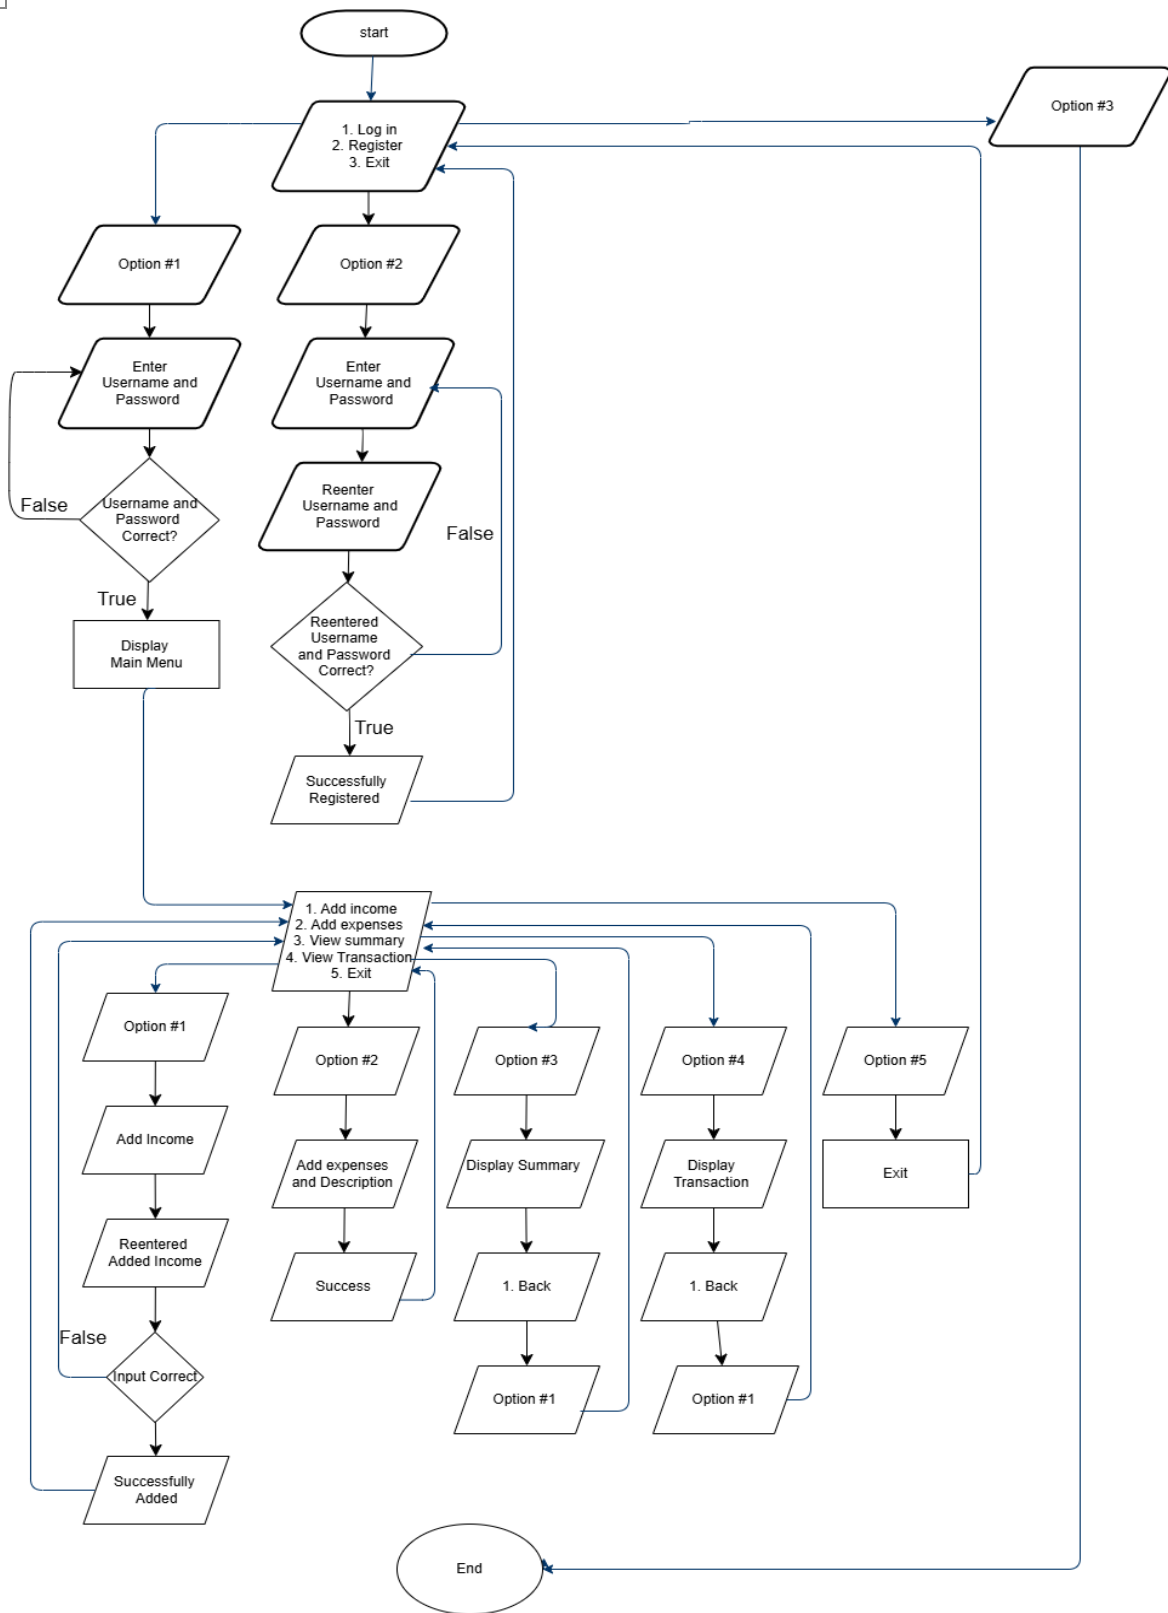 start
1. Log in
2. Register
3. Exit
Option #3
Option #1
Option #2
Enter
Username and
Password
Enter
Username and
Password
False
Username and
Password
Correct?
Reenter
Username and
Password
False
True
Reentered
Username
and Password
Correct?
Display
Main Menu
True
Successfully
Registered
1. Add income
2. Add expenses
3. View summary
4. View Transaction
5. Exit
Option #1
Option #2
Option #3
Option #4
Option #5
Add Income
Add expenses
and Description
Display Summary
Display
Transaction
Exit
Reentered
Added Income
Success
1. Back
1. Back
False
Input Correct
Option #1
Option #1
Successfully
Added
End